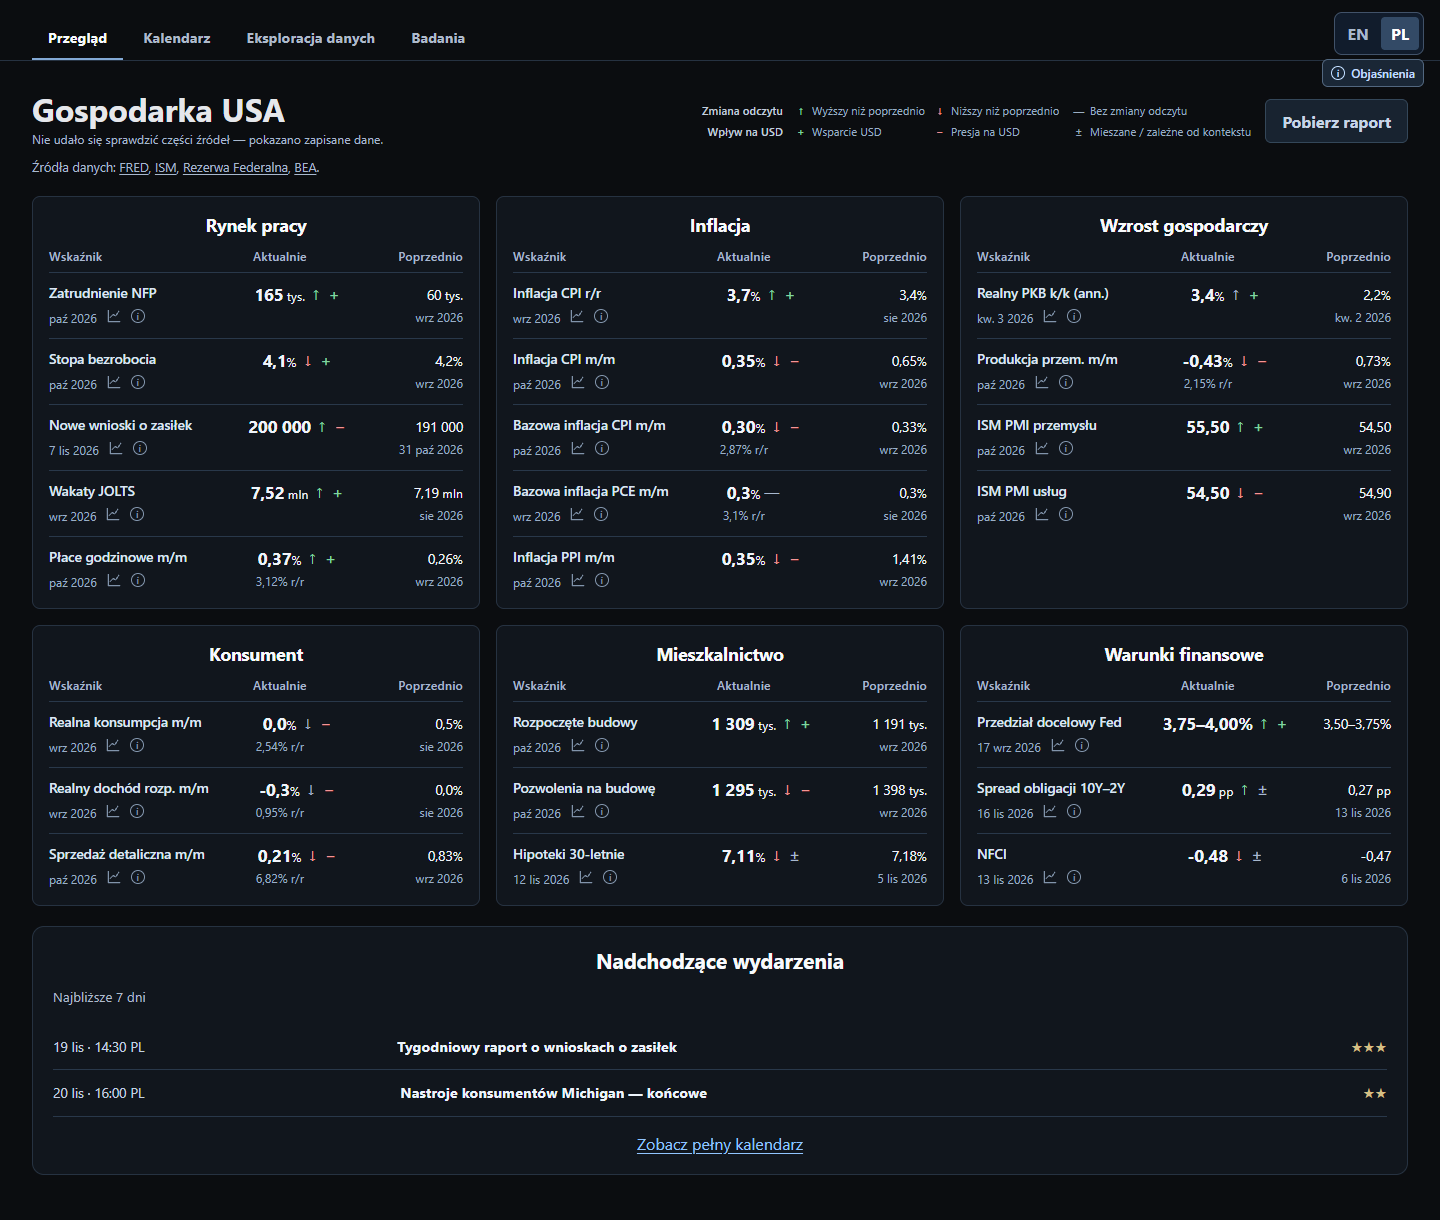 Przegląd Kalendarz Eksploracja danych Badania EN PL
Objaśnienia
Gospodarka USA
Nie udało się sprawdzić części źródeł — pokazano zapisane dane.
Źródła danych: FRED, ISM, Rezerwa Federalna, BEA.
Zmiana odczytu ↑ Wyższy niż poprzednio ↓ Niższy niż poprzednio — Bez zmiany odczytu
Wpływ na USD + Wsparcie USD − Presja na USD ± Mieszane / zależne od kontekstu
Pobierz raport
Rynek pracy
Wskaźnik Aktualnie Poprzednio
Zatrudnienie NFP 165 tys. ↑ + 60 tys.
paź 2026 wrz 2026
Stopa bezrobocia 4,1% ↓ + 4,2%
paź 2026 wrz 2026
Nowe wnioski o zasiłek 200 000 ↑ − 191 000
7 lis 2026 31 paź 2026
Wakaty JOLTS 7,52 mln ↑ + 7,19 mln
wrz 2026 sie 2026
Płace godzinowe m/m 0,37% ↑ + 0,26%
paź 2026 3,12% r/r wrz 2026
Inflacja
Wskaźnik Aktualnie Poprzednio
Inflacja CPI r/r 3,7% ↑ + 3,4%
wrz 2026 sie 2026
Inflacja CPI m/m 0,35% ↓ − 0,65%
paź 2026 wrz 2026
Bazowa inflacja CPI m/m 0,30% ↓ − 0,33%
paź 2026 2,87% r/r wrz 2026
Bazowa inflacja PCE m/m 0,3% — 0,3%
wrz 2026 3,1% r/r sie 2026
Inflacja PPI m/m 0,35% ↓ − 1,41%
paź 2026 wrz 2026
Wzrost gospodarczy
Wskaźnik Aktualnie Poprzednio
Realny PKB k/k (ann.) 3,4% ↑ + 2,2%
kw. 3 2026 kw. 2 2026
Produkcja przem. m/m -0,43% ↓ − 0,73%
paź 2026 2,15% r/r wrz 2026
ISM PMI przemysłu 55,50 ↑ + 54,50
paź 2026 wrz 2026
ISM PMI usług 54,50 ↓ − 54,90
paź 2026 wrz 2026
Konsument
Wskaźnik Aktualnie Poprzednio
Realna konsumpcja m/m 0,0% ↓ − 0,5%
wrz 2026 2,54% r/r sie 2026
Realny dochód rozp. m/m -0,3% ↓ − 0,0%
wrz 2026 0,95% r/r sie 2026
Sprzedaż detaliczna m/m 0,21% ↓ − 0,83%
paź 2026 6,82% r/r wrz 2026
Mieszkalnictwo
Wskaźnik Aktualnie Poprzednio
Rozpoczęte budowy 1 309 tys. ↑ + 1 191 tys.
paź 2026 wrz 2026
Pozwolenia na budowę 1 295 tys. ↓ − 1 398 tys.
paź 2026 wrz 2026
Hipoteki 30-letnie 7,11% ↓ ± 7,18%
12 lis 2026 5 lis 2026
Warunki finansowe
Wskaźnik Aktualnie Poprzednio
Przedział docelowy Fed 3,75–4,00% ↑ + 3,50–3,75%
17 wrz 2026
Spread obligacji 10Y–2Y 0,29 pp ↑ ± 0,27 pp
16 lis 2026 13 lis 2026
NFCI -0,48 ↓ ± -0,47
13 lis 2026 6 lis 2026
Nadchodzące wydarzenia
Najbliższe 7 dni
19 lis · 14:30 PL Tygodniowy raport o wnioskach o zasiłek ★★★
20 lis · 16:00 PL Nastroje konsumentów Michigan — końcowe ★★
Zobacz pełny kalendarz